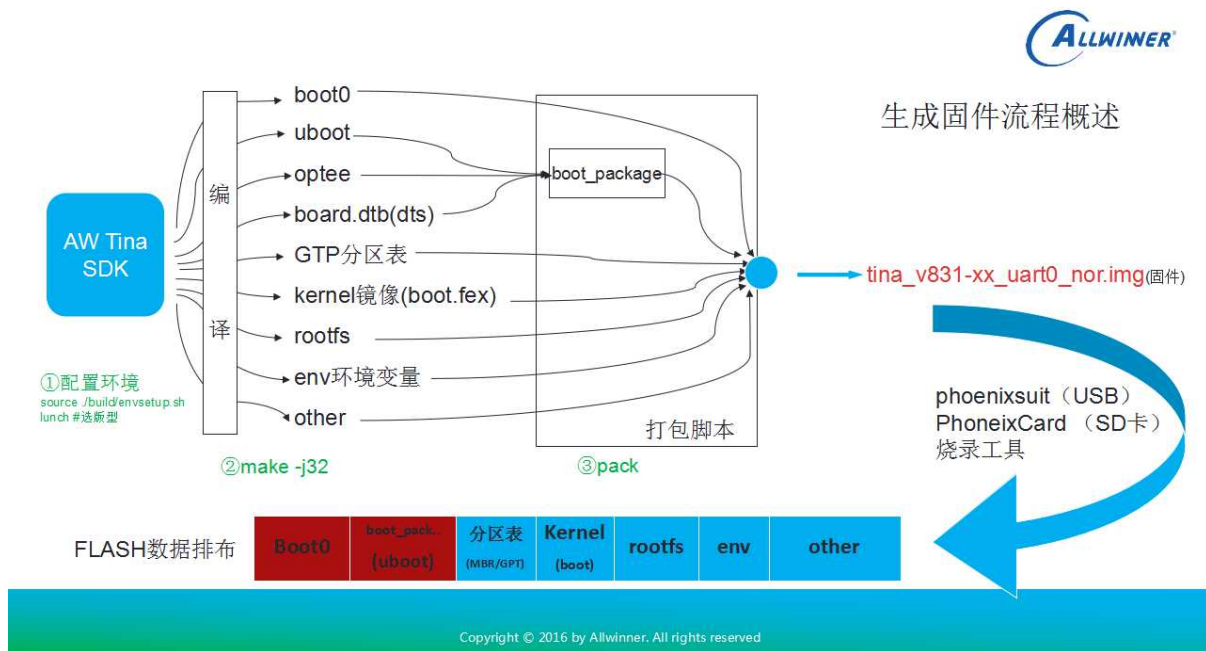 ALLWINNER
生成固件流程概述
boot0
uboot
optee
board.dtb(dts)
GTP分区表
kernel镜像(boot.fex)
rootfs
env环境变量
other
编
译
AW Tina
SDK
boot_package
打包脚本
tina_v831-xx_uart0_nor.img(固件)
①配置环境
source ./build/envsetup.sh
lunch #选版型
②make -j32
③pack
phoenixsuit（USB）
PhoneixCard （SD卡）
烧录工具
FLASH数据排布
Boot0
boot_pack..
(uboot)
分区表
(MBR/GPT)
Kernel
(boot)
rootfs
env
other
Copyright © 2016 by Allwinner. All rights reserved